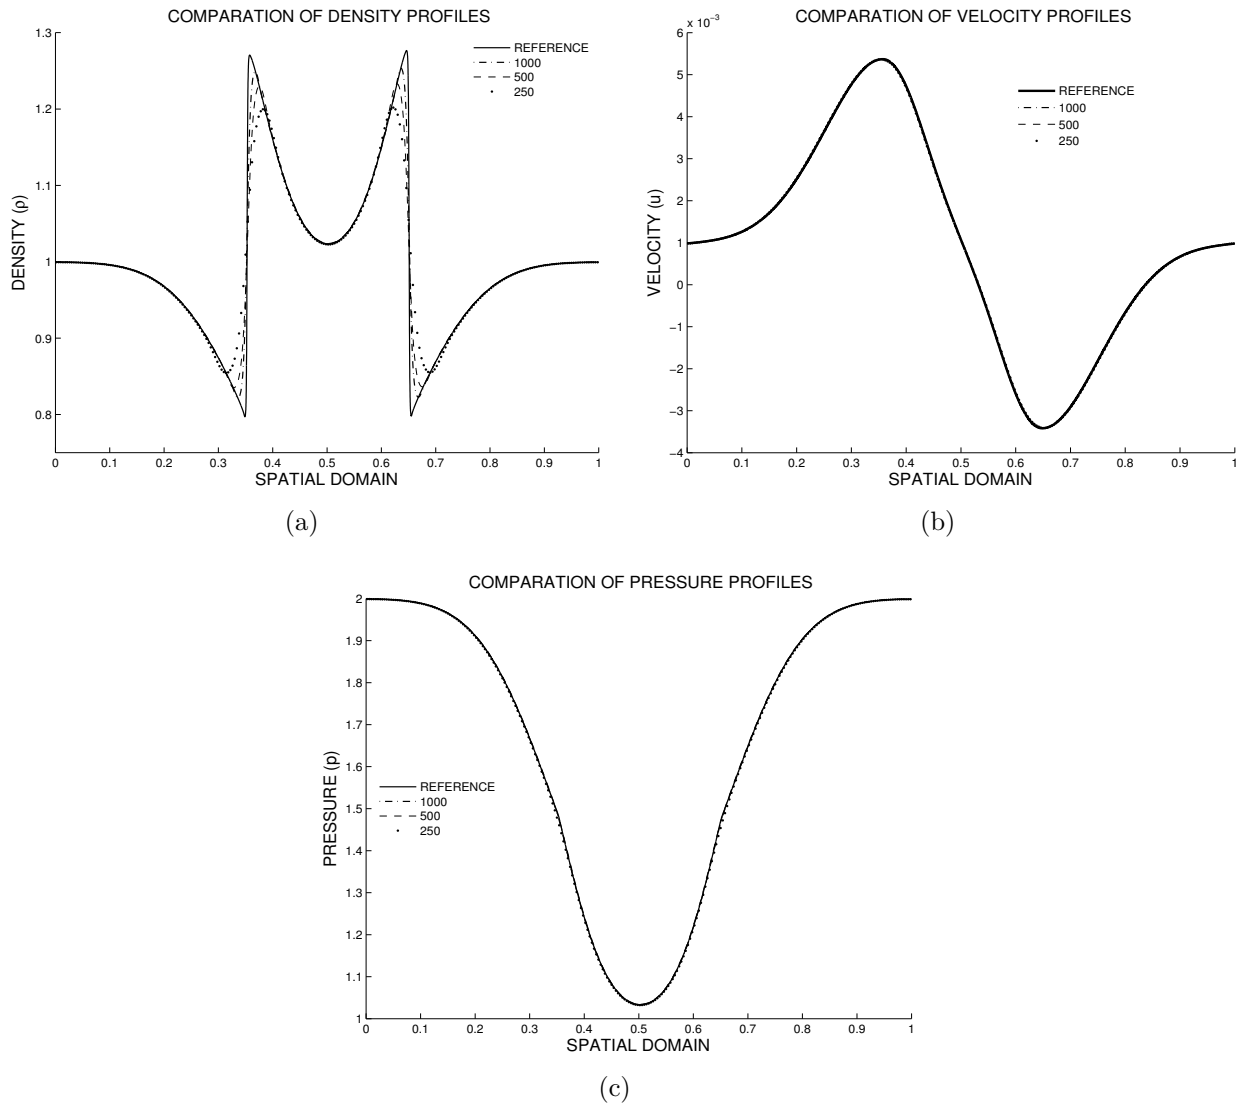 COMPARATION OF DENSITY PROFILES
1.3
1.2
1.1
1
0.9
0.8
DENSITY (ρ)
REFERENCE
1000
500
250
0 0.1 0.2 0.3 0.4 0.5 0.6 0.7 0.8 0.9 1
SPATIAL DOMAIN
(a)
COMPARATION OF VELOCITY PROFILES
x 10⁻³
6
5
4
3
2
1
0
−1
−2
−3
−4
VELOCITY (u)
REFERENCE
1000
500
250
0 0.1 0.2 0.3 0.4 0.5 0.6 0.7 0.8 0.9 1
SPATIAL DOMAIN
(b)
COMPARATION OF PRESSURE PROFILES
2
1.9
1.8
1.7
1.6
1.5
1.4
1.3
1.2
1.1
1
PRESSURE (p)
REFERENCE
1000
500
250
0 0.1 0.2 0.3 0.4 0.5 0.6 0.7 0.8 0.9 1
SPATIAL DOMAIN
(c)